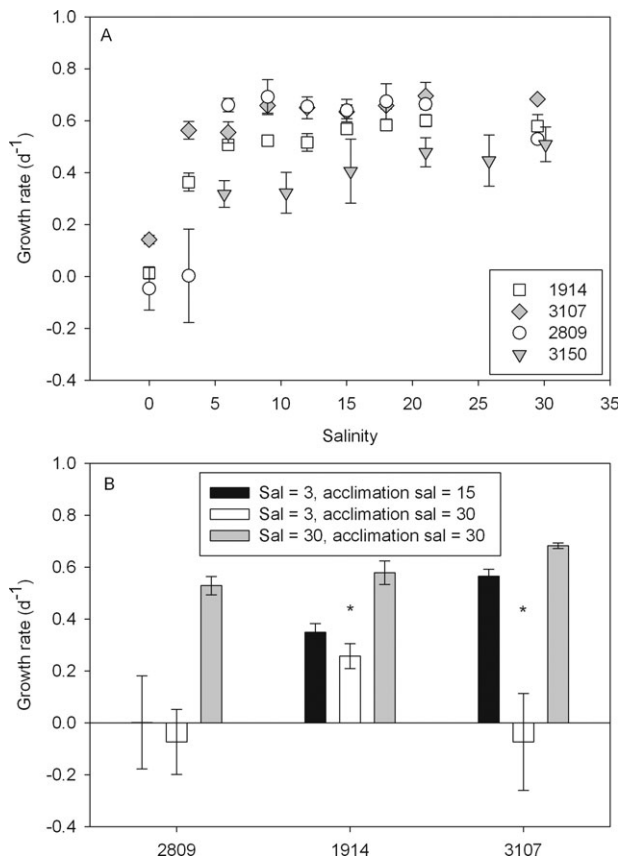 A
1.0
0.8
0.6
0.4
0.2
0.0
-0.2
-0.4
Growth rate (d-1)
0 5 10 15 20 25 30 35
Salinity
1914
3107
2809
3150
B
1.0
0.8
0.6
0.4
0.2
0.0
-0.2
-0.4
Growth rate (d-1)
Sal = 3, acclimation sal = 15
Sal = 3, acclimation sal = 30
Sal = 30, acclimation sal = 30
* *
2809 1914 3107